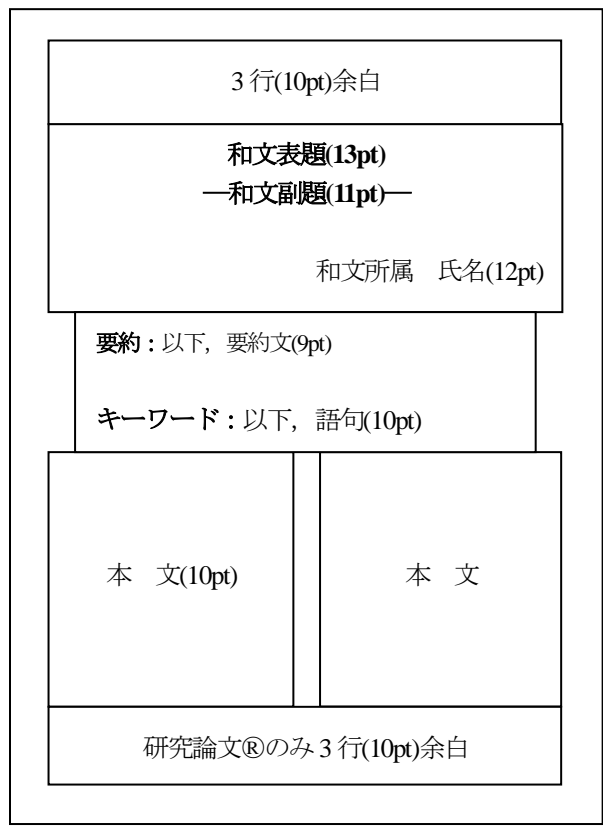 3行(10pt)余白
和文表題(13pt)
―和文副題(11pt)―
和文所属　氏名(12pt)
要約：以下，要約文(9pt)
キーワード：以下，語句(10pt)
本　文(10pt)
本　文
研究論文®のみ3行(10pt)余白